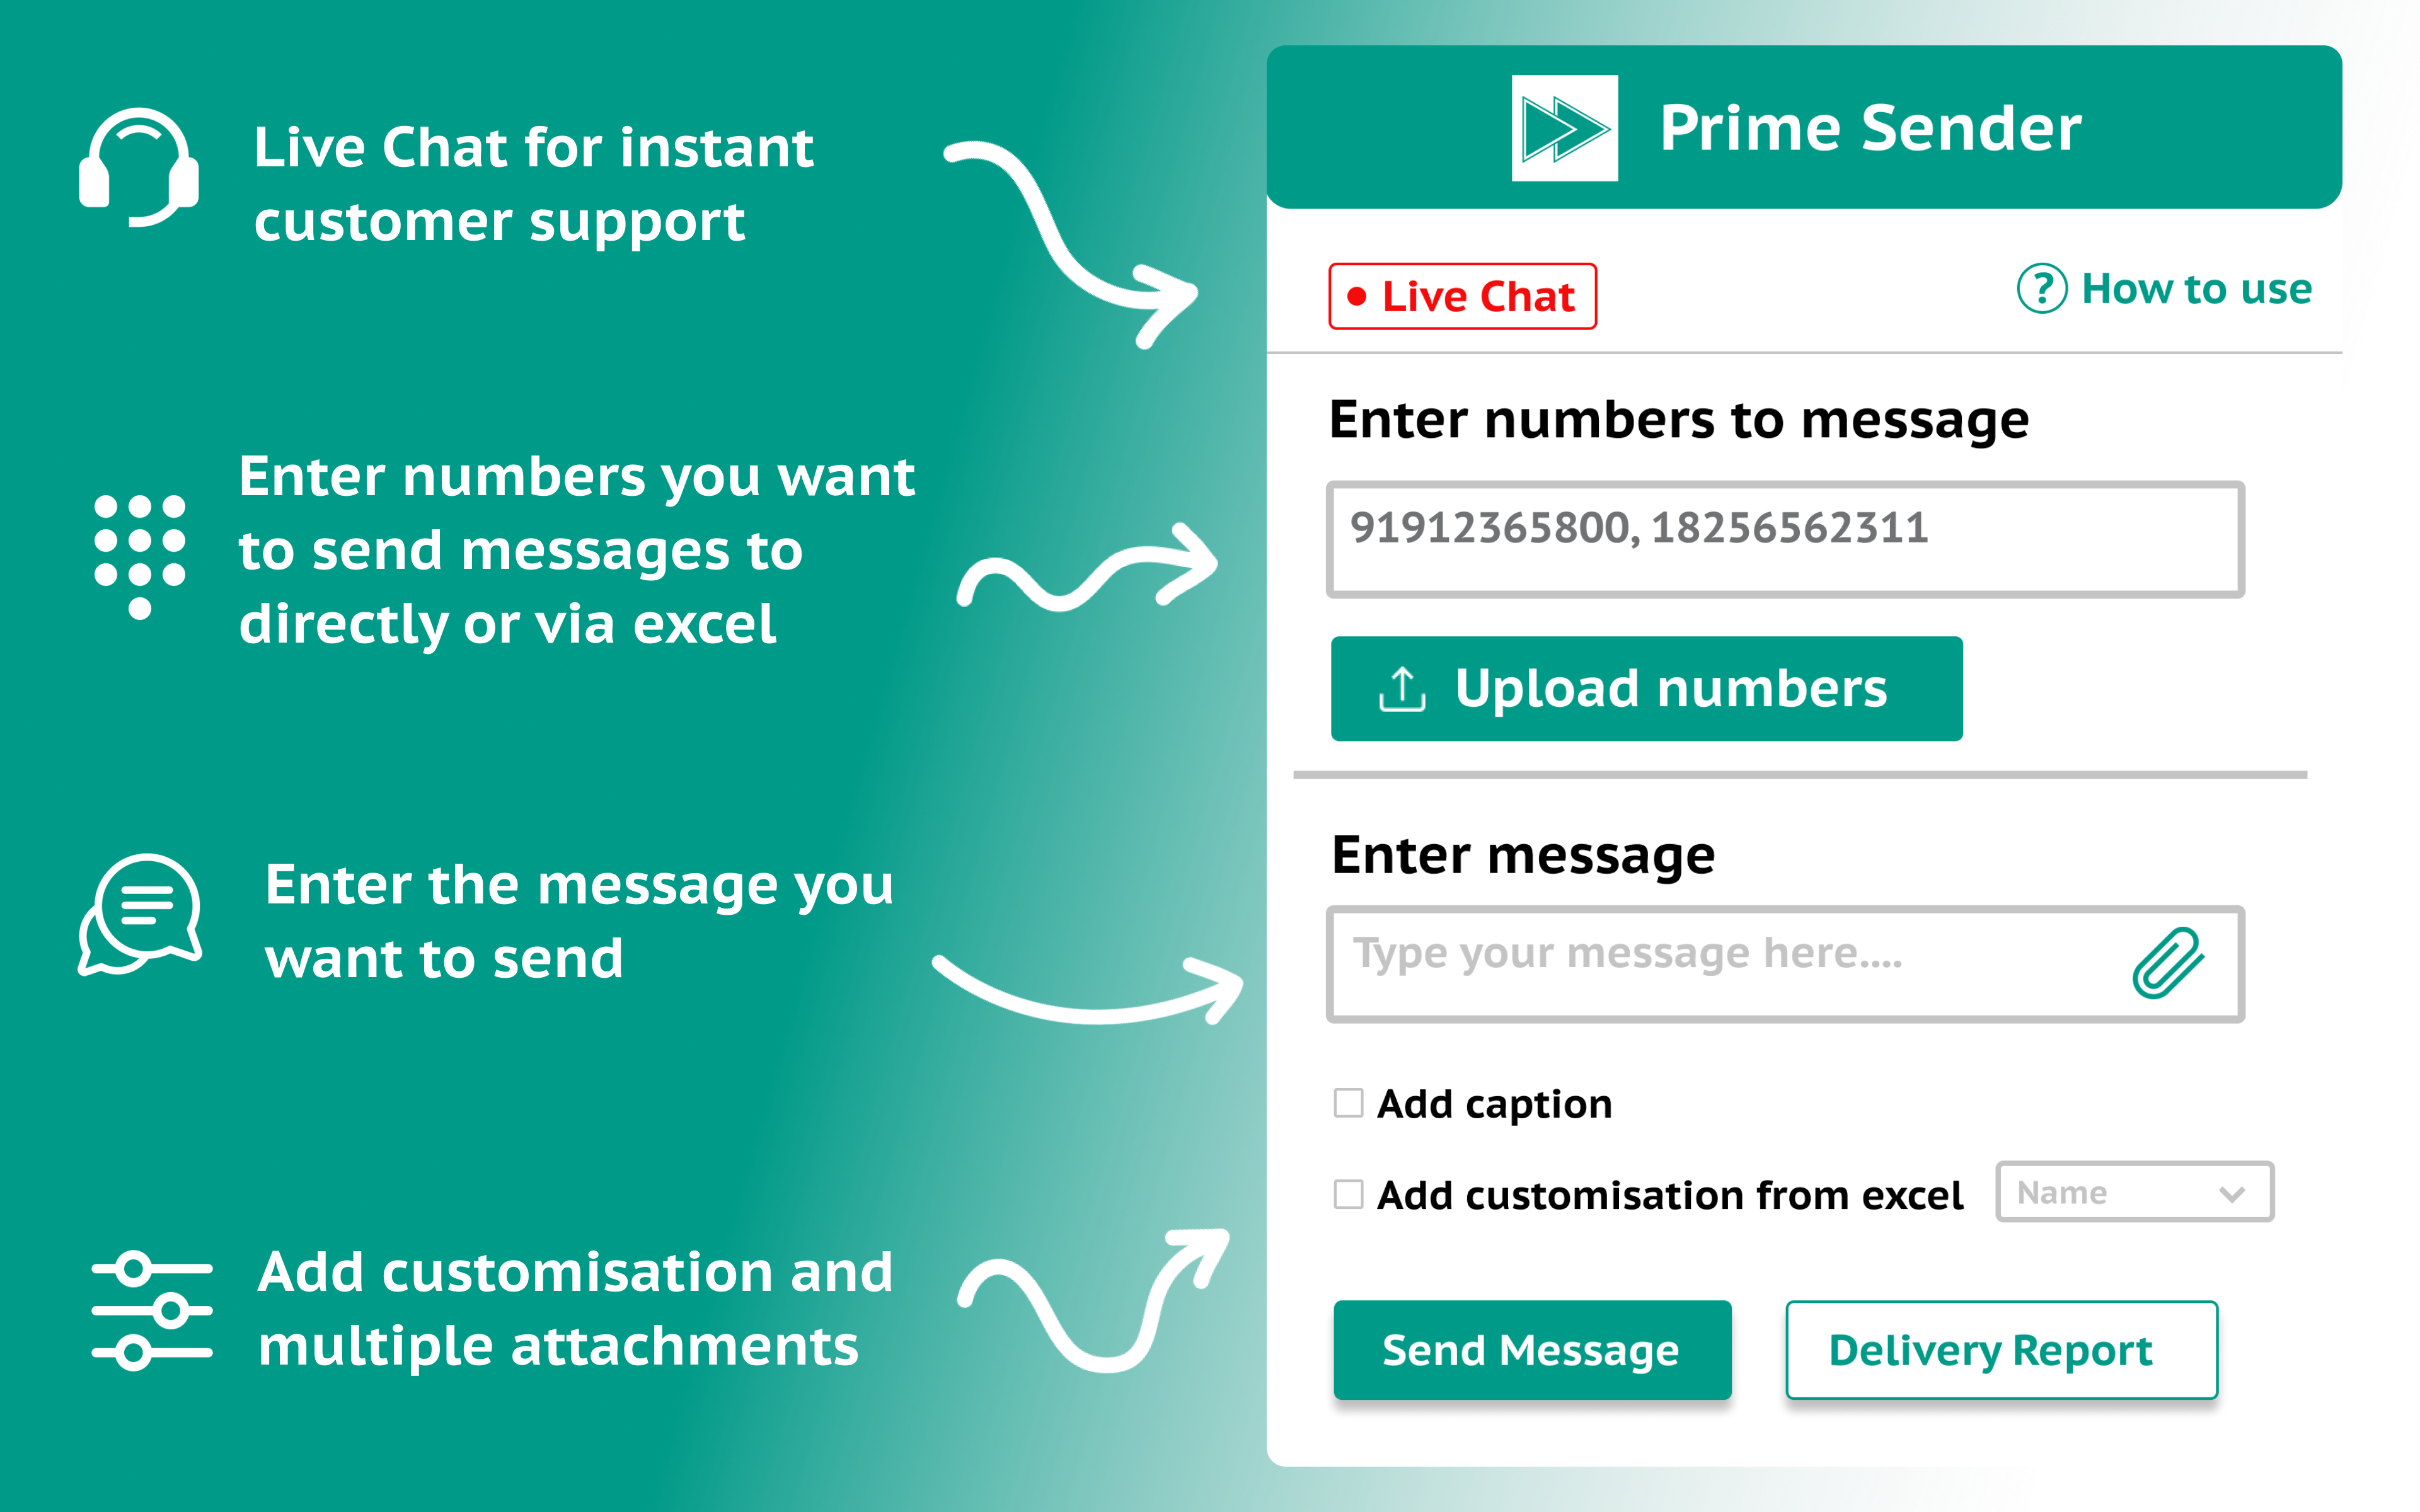 Live Chat for instant
customer support
Enter numbers you want
to send messages to
directly or via excel
Enter the message you
want to send
Add customisation and
multiple attachments
Prime Sender
Live Chat
? How to use
Enter numbers to message
91912365800, 18256562311
Upload numbers
Enter message
Type your message here....
Add caption
Add customisation from excel
Name
Send Message
Delivery Report